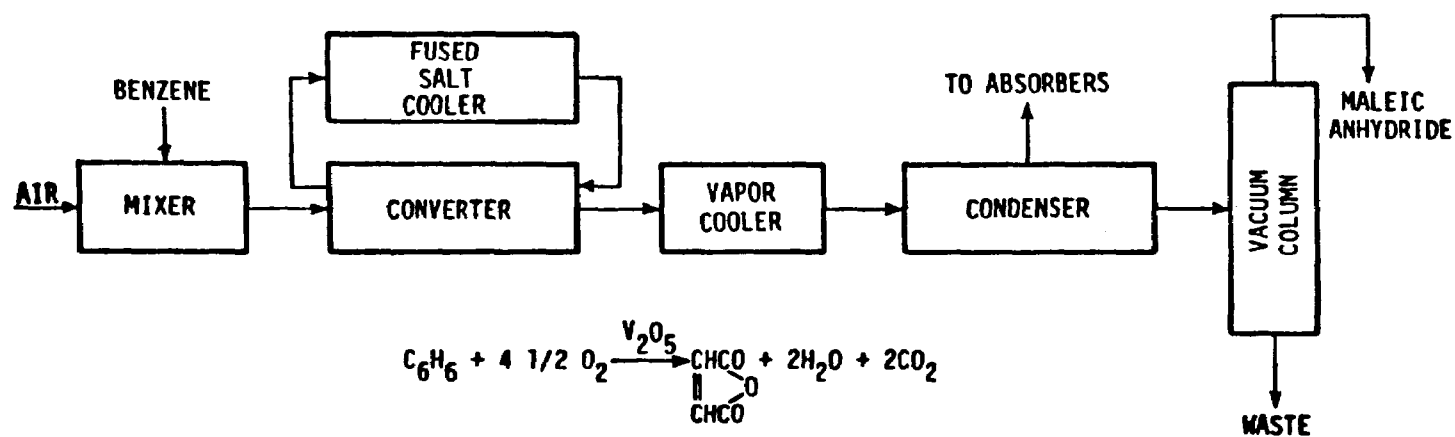 BENZENE
AIR
MIXER
FUSED
SALT
COOLER
CONVERTER
VAPOR
COOLER
TO ABSORBERS
CONDENSER
VACUUM
COLUMN
MALEIC
ANHYDRIDE
WASTE
V₂O₅
C₆H₆ + 4 1/2 O₂ CHCO + 2H₂O + 2CO₂
O
CHCO